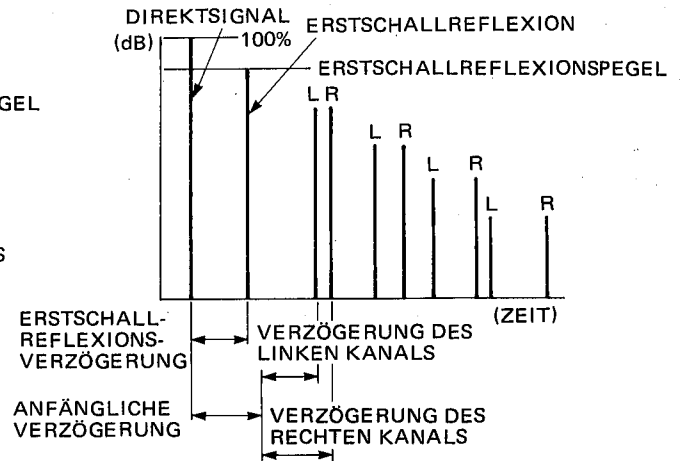 DIREKTSIGNAL
(dB)
100%
ERSTSCHALLREFLEXION
ERSTSCHALLREFLEXIONSPEGEL
GEL
L R
L R
L R
L R
S
(ZEIT)
ERSTSCHALL-
REFLEXIONS-
VERZÖGERUNG
VERZÖGERUNG DES
LINKEN KANALS
ANFÄNGLICHE
VERZÖGERUNG
VERZÖGERUNG DES
RECHTEN KANALS